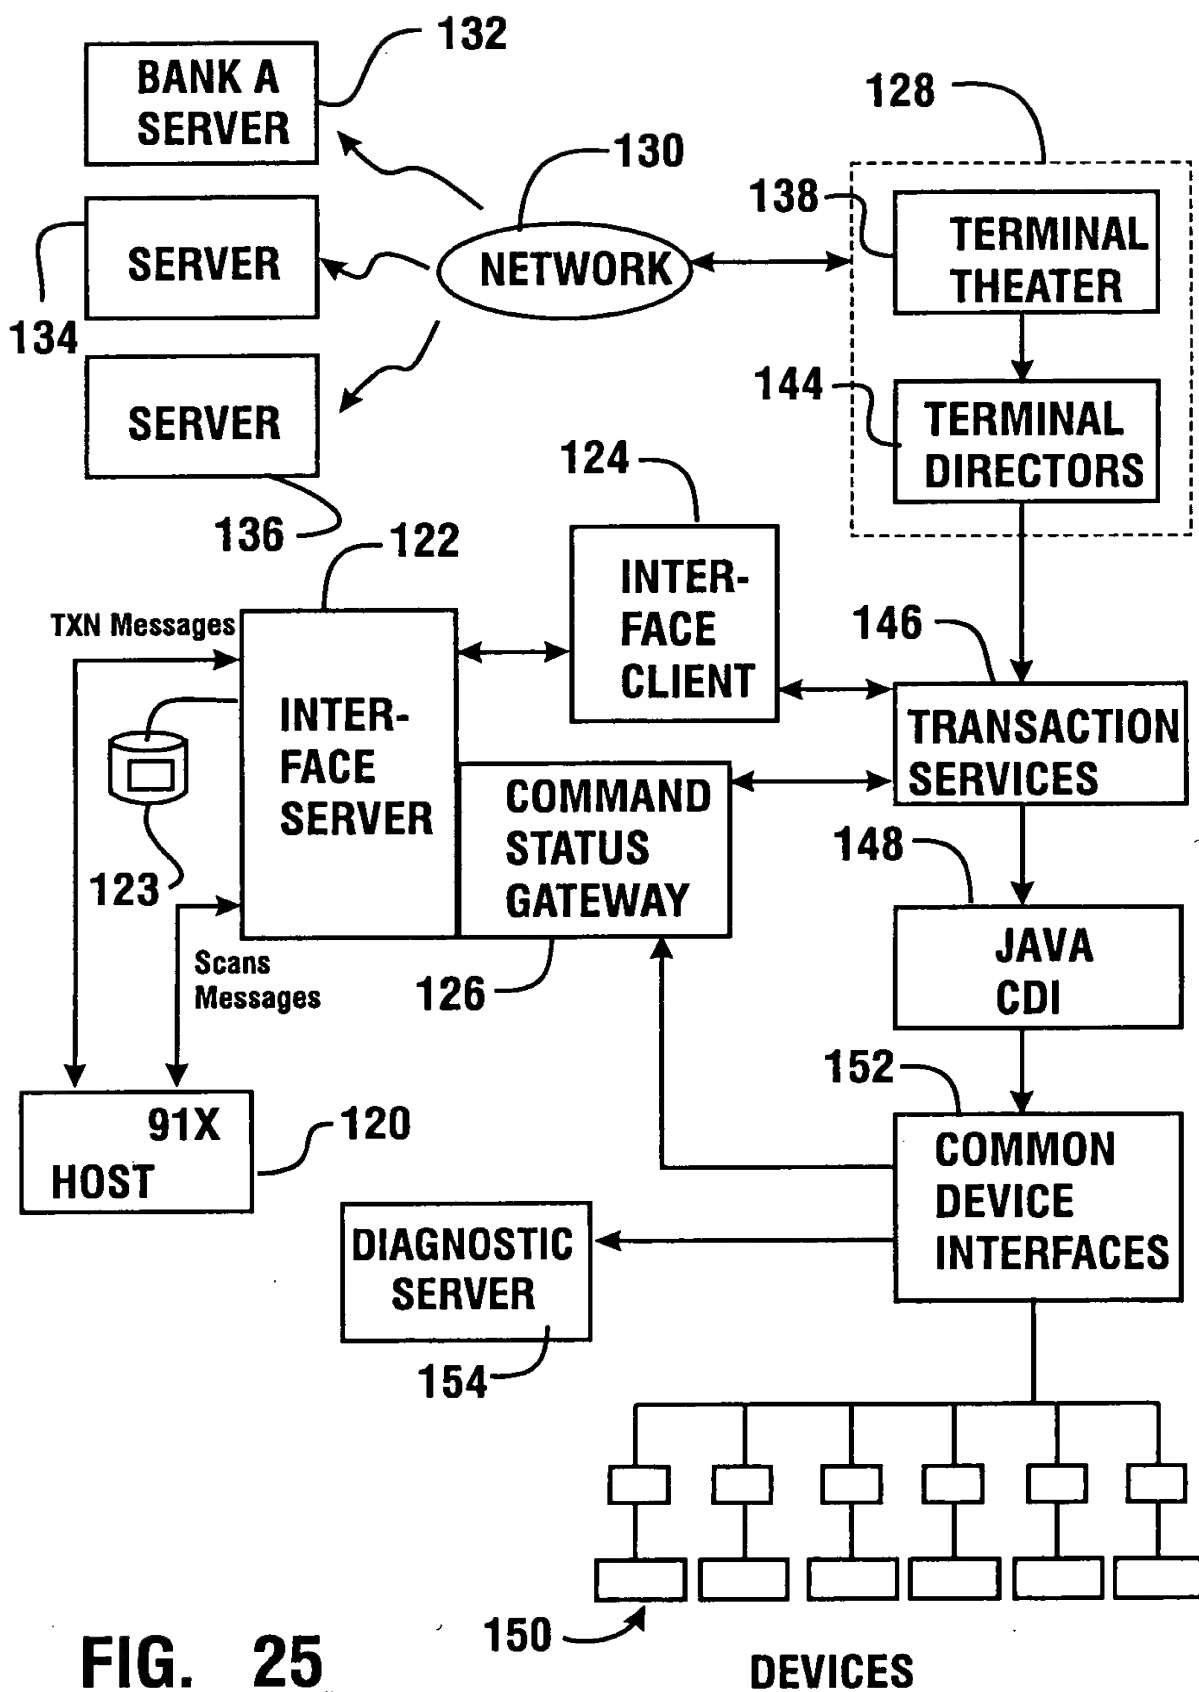 132
BANK A
SERVER
128
130
138
TERMINAL
THEATER
SERVER
NETWORK
134
144
TERMINAL
DIRECTORS
SERVER
124
136
122
INTER-
FACE
CLIENT
TXN Messages
146
INTER-
FACE
SERVER
TRANSACTION
SERVICES
COMMAND
STATUS
GATEWAY
148
123
JAVA
CDI
Scans
Messages
126
152
91X
HOST
120
COMMON
DEVICE
INTERFACES
DIAGNOSTIC
SERVER
154
150
FIG. 25
DEVICES